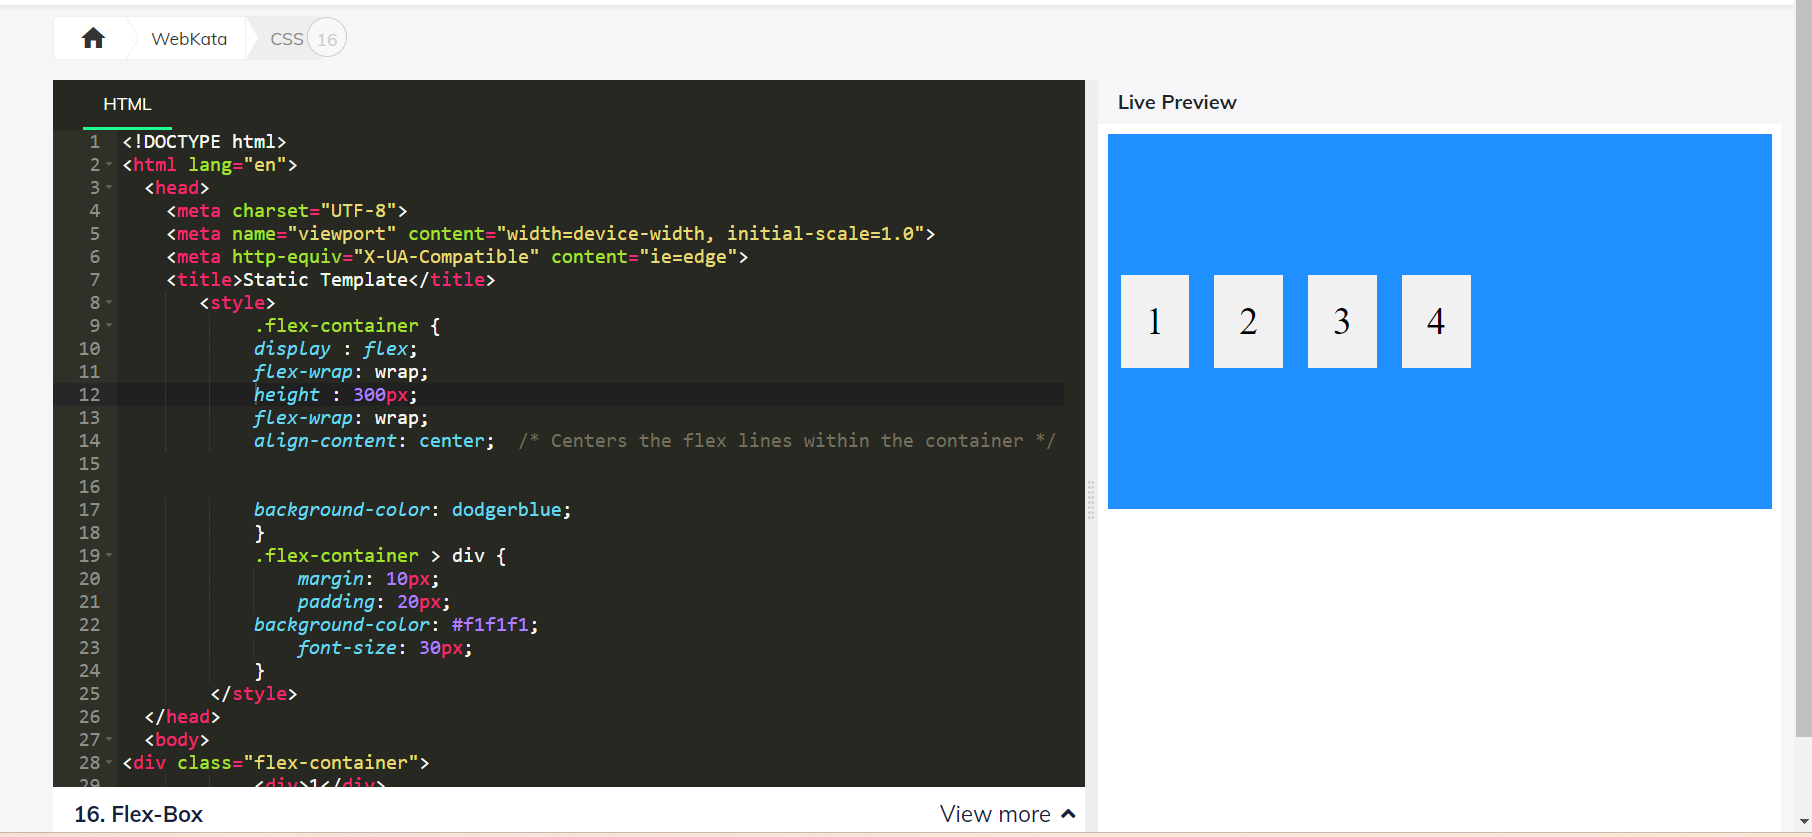 WebKata CSS 16
HTML
1 <!DOCTYPE html>
2 <html lang="en">
3 <head>
4 <meta charset="UTF-8">
5 <meta name="viewport" content="width=device-width, initial-scale=1.0">
6 <meta http-equiv="X-UA-Compatible" content="ie=edge">
7 <title>Static Template</title>
8 <style>
9 .flex-container {
10 display : flex;
11 flex-wrap: wrap;
12 height : 300px;
13 flex-wrap: wrap;
14 align-content: center; /* Centers the flex lines within the container */
15
16
17 background-color: dodgerblue;
18 }
19 .flex-container > div {
20 margin: 10px;
21 padding: 20px;
22 background-color: #f1f1f1;
23 font-size: 30px;
24 }
25 </style>
26 </head>
27 <body>
28 <div class="flex-container">
29 <div>1</div>
16. Flex-Box
View more
Live Preview
1 2 3 4